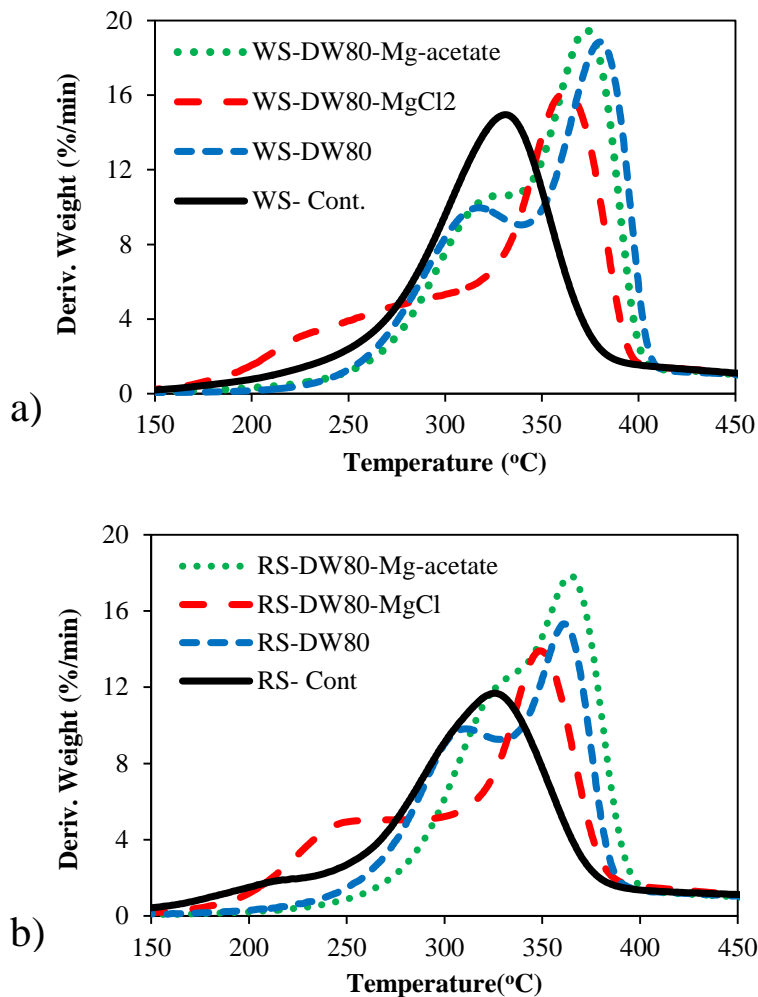 20
16
12
8
4
0
Deriv. Weight (%/min)
WS-DW80-Mg-acetate
WS-DW80-MgCl2
WS-DW80
WS- Cont.
150 200 250 300 350 400 450
Temperature (oC)
a)
20
16
12
8
4
0
Deriv. Weight (%/min)
RS-DW80-Mg-acetate
RS-DW80-MgCl
RS-DW80
RS- Cont
150 200 250 300 350 400 450
Temperature(oC)
b)